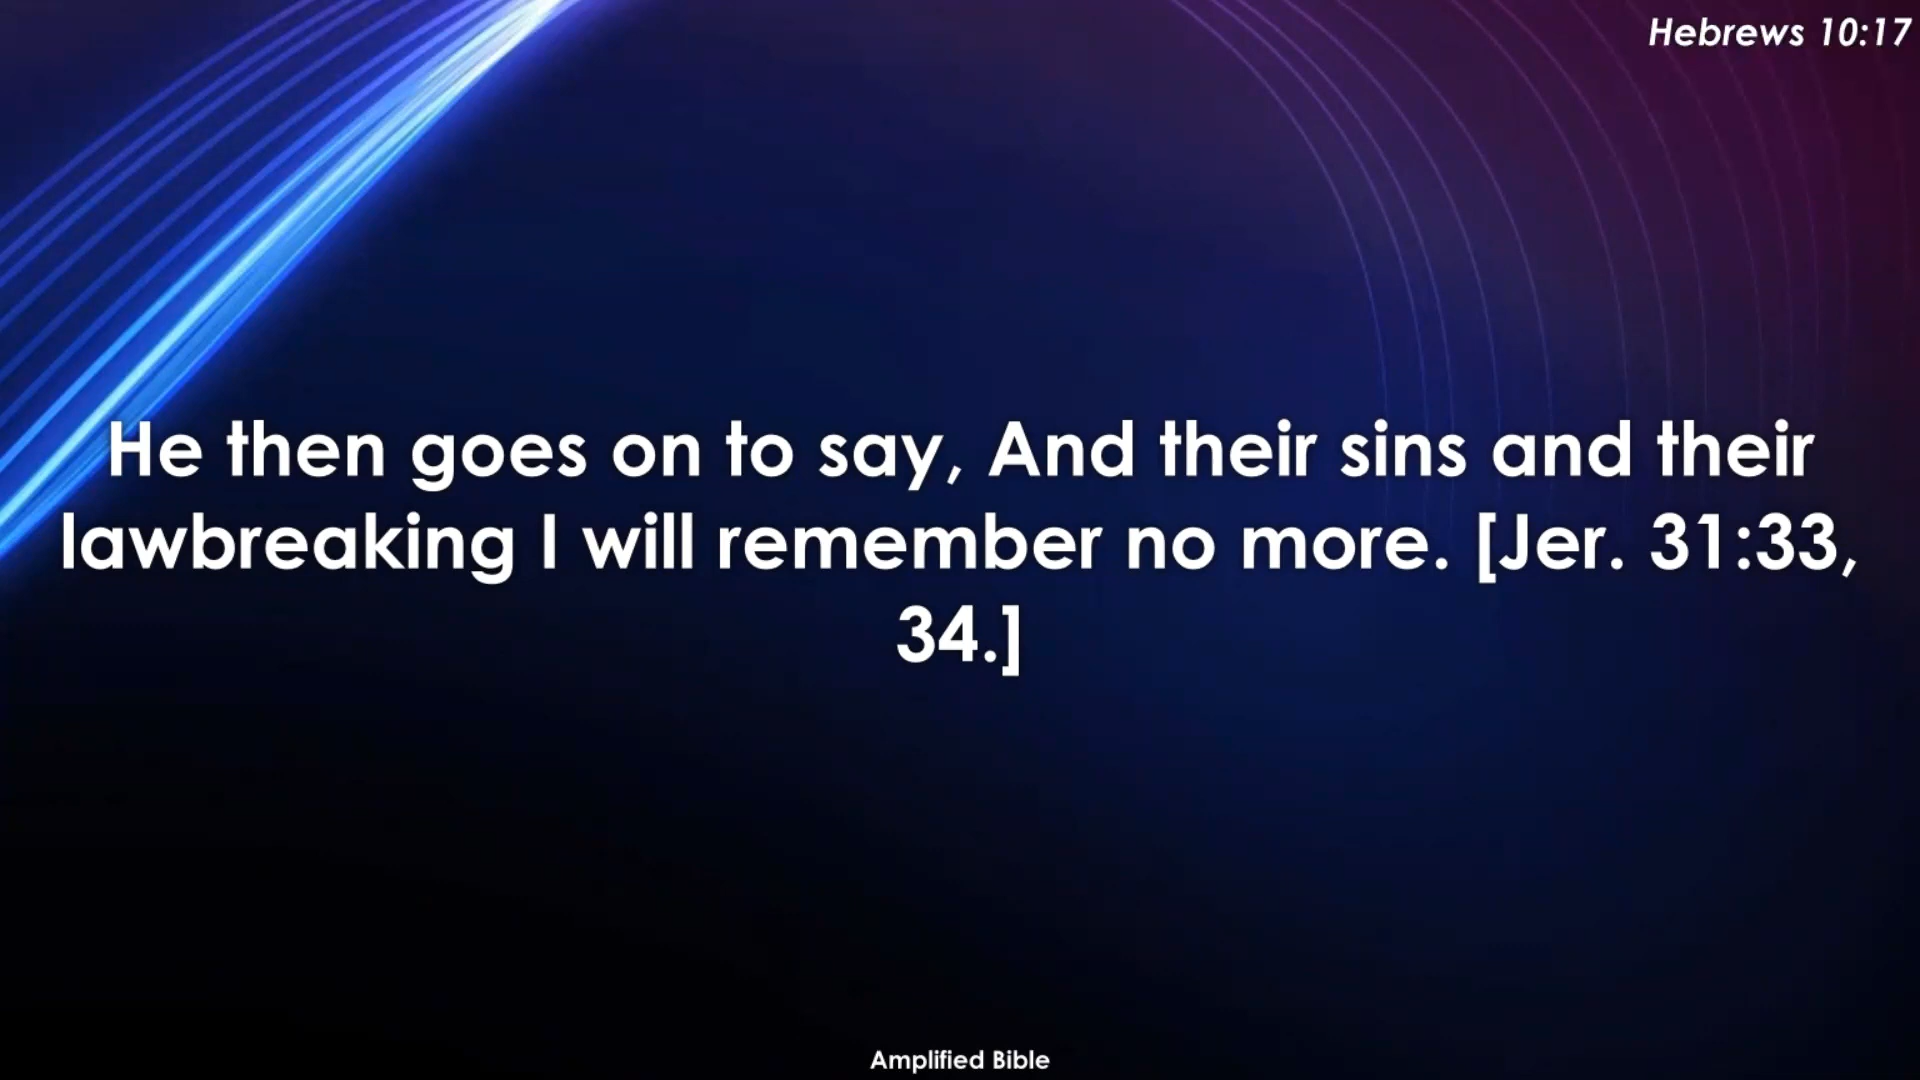 Hebrews 10:17
He then goes on to say, And their sins and their
lawbreaking I will remember no more. [Jer. 31:33,
34.]
Amplified Bible